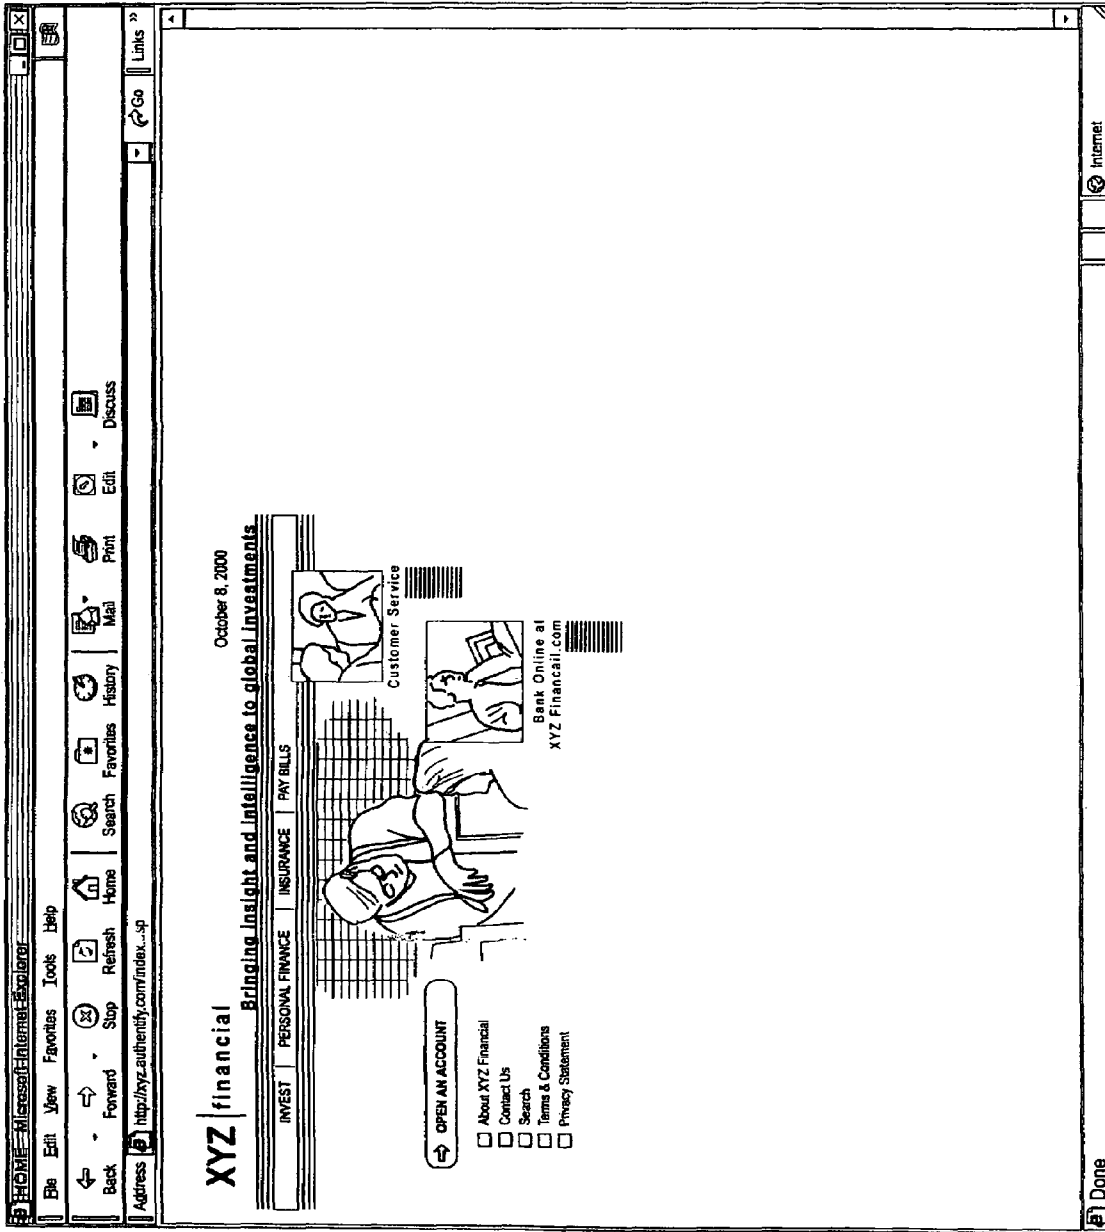 HOME - Microsoft Internet Explorer
File Edit View Favorites Tools Help
Back Forward Stop Refresh Home Search Favorites History Mail Print Edit Discuss
Address http://xyz.authentify.com/index...sp Go Links »
XYZ | financial
October 8, 2000
Bringing insight and intelligence to global investments
INVEST | PERSONAL FINANCE | INSURANCE | PAY BILLS
Customer Service
OPEN AN ACCOUNT
About XYZ Financial
Contact Us
Search
Terms & Conditions
Privacy Statement
Bank Online at
XYZ Financail.com
Done
Internet